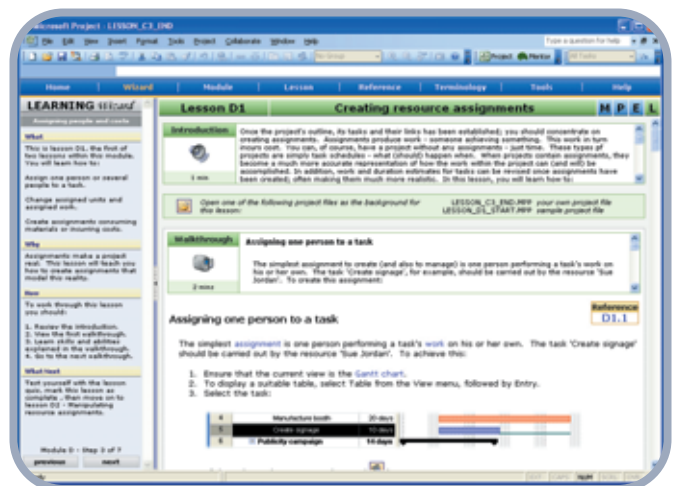 Microsoft Project - LESSON_C3_END
File Edit View Insert Format Tools Project Collaborate Window Help
Type a question for help
No Group
All Tasks
Home | Wizard | Module | Lesson | Reference | Terminology | Tools | Help
LEARNING Wizard
Assigning people and costs
What
This is lesson D1, the first of
two lessons within this module.
You will learn how to:
Assign one person or several
people to a task.
Change assigned units and
assigned work.
Create assignments consuming
materials or incurring costs.
Why
Assignments make a project
real. This lesson will teach you
how to create assignments that
model this reality.
How
To work through this lesson
you should:
1. Review the introduction.
2. View the first walkthrough.
3. Learn skills and abilities
explained in the walkthrough.
4. Go to the next walkthrough.
What Next
Test yourself with the lesson
quiz, mark this lesson as
complete, then move on to
lesson D2 - Manipulating
resource assignments.
Module D - Step 3 of 7
previous next
Lesson D1 Creating resource assignments M P E L
Introduction
1 min
Once the project's outline, its tasks and their links has been established; you should concentrate on
creating assignments. Assignments produce work - someone achieving something. This work in turn
incurs cost. You can, of course, have a project without any assignments - just time. These types of
projects are simply task schedules - what (should) happen when. When projects contain assignments, they
become a much more accurate representation of how the work within the project can (and will) be
accomplished. In addition, work and duration estimates for tasks can be revised once assignments have
been created; often making them much more realistic. In this lesson, you will learn how to:
Open one of the following project files as the background for
this lesson:
LESSON_C3_END.MPP your own project file
LESSON_D1_START.MPP sample project file
Walkthrough
2 mins
Assigning one person to a task
The simplest assignment to create (and also to manage) is one person performing a task's work on
his or her own. The task 'Create signage', for example, should be carried out by the resource 'Sue
Jordan'. To create this assignment:
Reference
D1.1
Assigning one person to a task
The simplest assignment is one person performing a task's work on his or her own. The task 'Create signage'
should be carried out by the resource 'Sue Jordan'. To achieve this:
1. Ensure that the current view is the Gantt chart.
2. To display a suitable table, select Table from the View menu, followed by Entry.
3. Select the task:
4 Manufacture booth 20 days
5 Create signage 10 days
6 Publicity campaign 14 days